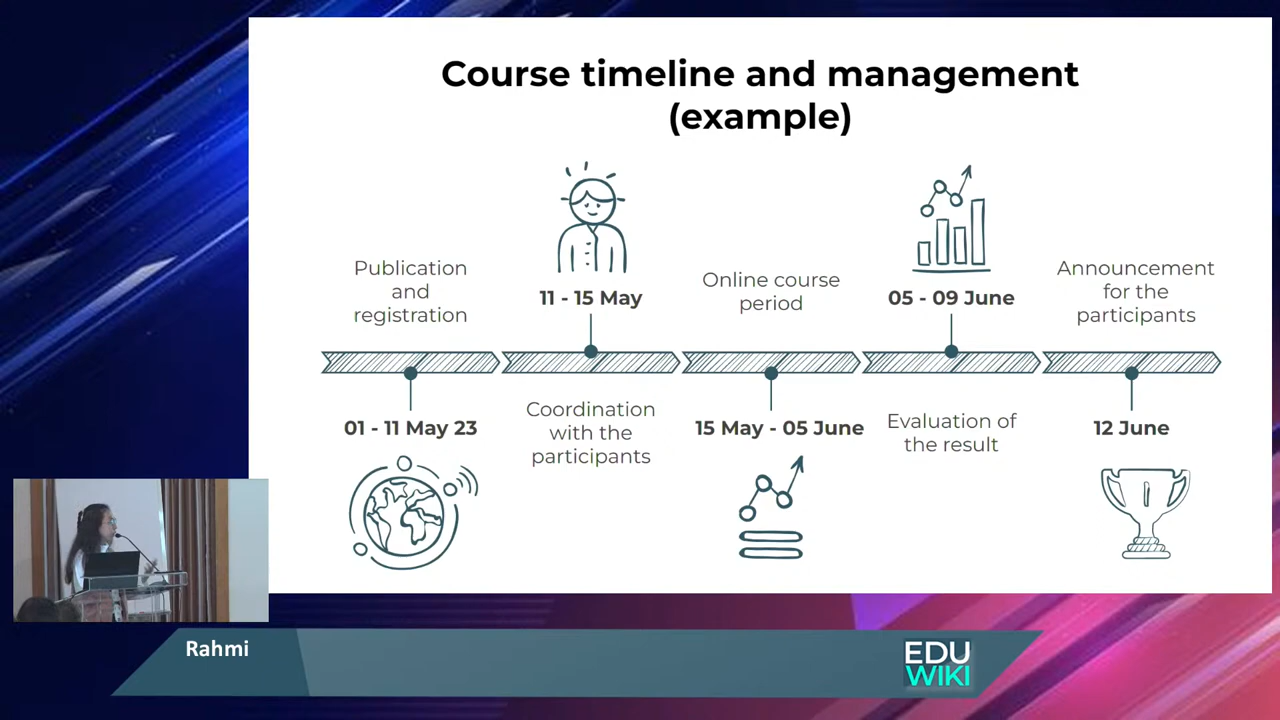 Course timeline and management
(example)
Publication
and
registration
01 - 11 May 23
11 - 15 May
Coordination
with the
participants
Online course
period
15 May - 05 June
05 - 09 June
Evaluation of
the result
Announcement
for the
participants
12 June
Rahmi
EDU
WIKI